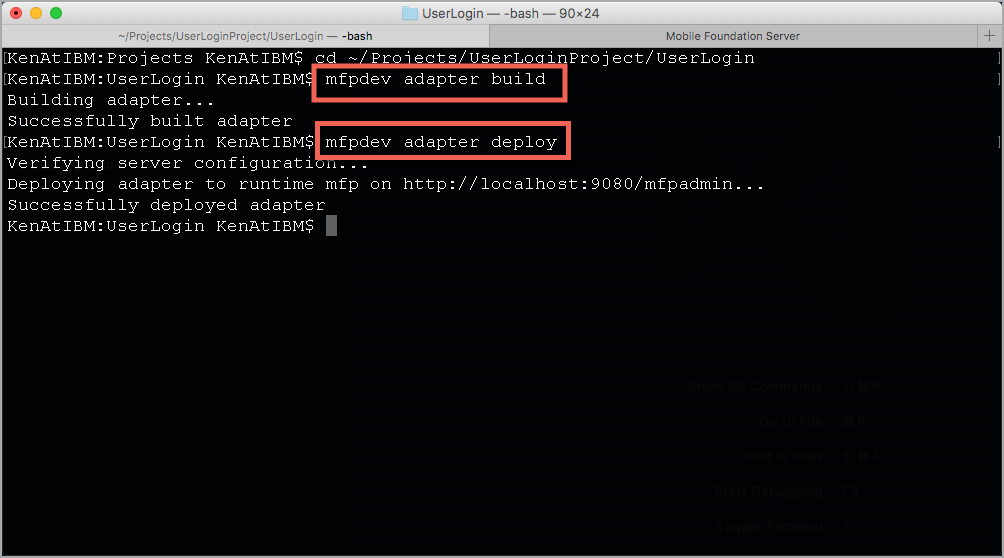 UserLogin — -bash — 90×24
~/Projects/UserLoginProject/UserLogin — -bash
Mobile Foundation Server
[KenAtIBM:Projects KenAtIBM$ cd ~/Projects/UserLoginProject/UserLogin ]
[KenAtIBM:UserLogin KenAtIBM$ mfpdev adapter build ]
Building adapter...
Successfully built adapter
[KenAtIBM:UserLogin KenAtIBM$ mfpdev adapter deploy ]
Verifying server configuration...
Deploying adapter to runtime mfp on http://localhost:9080/mfpadmin...
Successfully deployed adapter
KenAtIBM:UserLogin KenAtIBM$
Show All Commands ⇧⌘P
Go to File ⌘P
Find in Files ⇧⌘F
Start Debugging F5
Toggle Terminal ^`